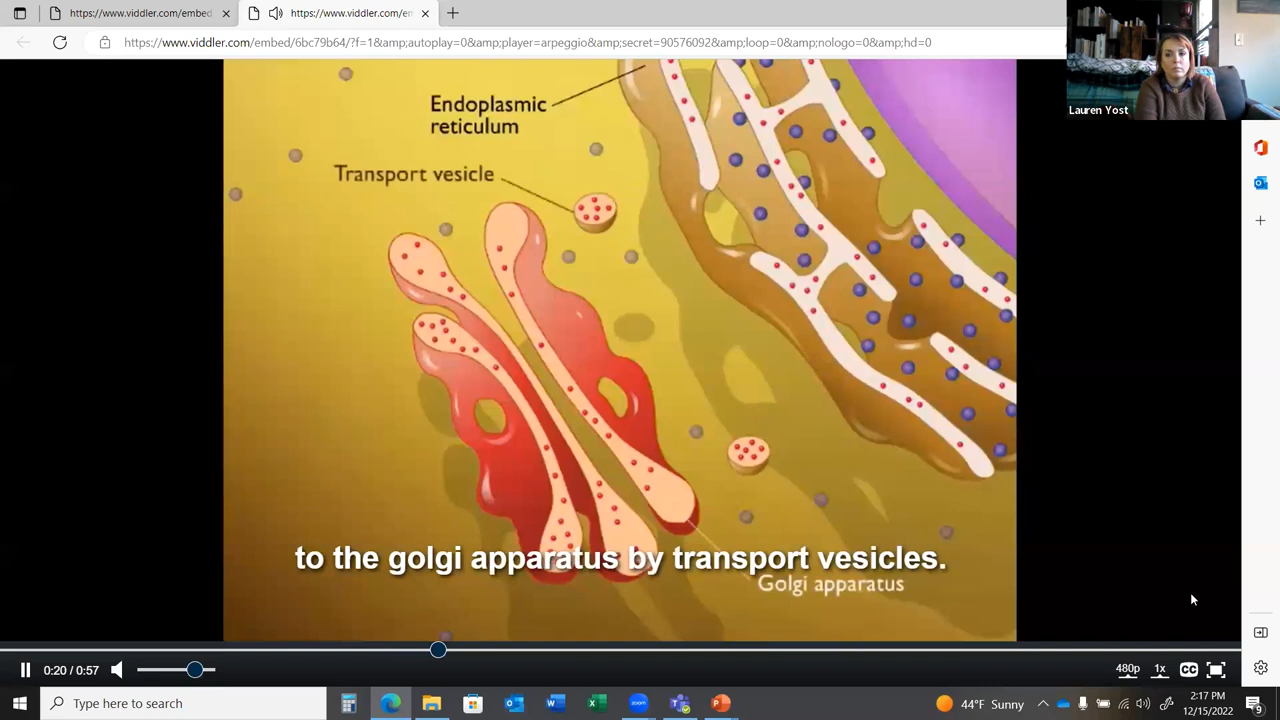 https://www.viddler.com/embed
https://www.viddler.com/en
https://www.viddler.com/embed/6bc79b64/?f=1&amp;autoplay=0&amp;player=arpeggio&amp;secret=90576092&amp;loop=0&amp;nologo=0&amp;hd=0
Lauren Yost
Endoplasmic
reticulum
Transport vesicle
to the golgi apparatus by transport vesicles.
Golgi apparatus
0:20 / 0:57
480p
1x
CC
Type here to search
44°F Sunny
2:17 PM
12/15/2022
9